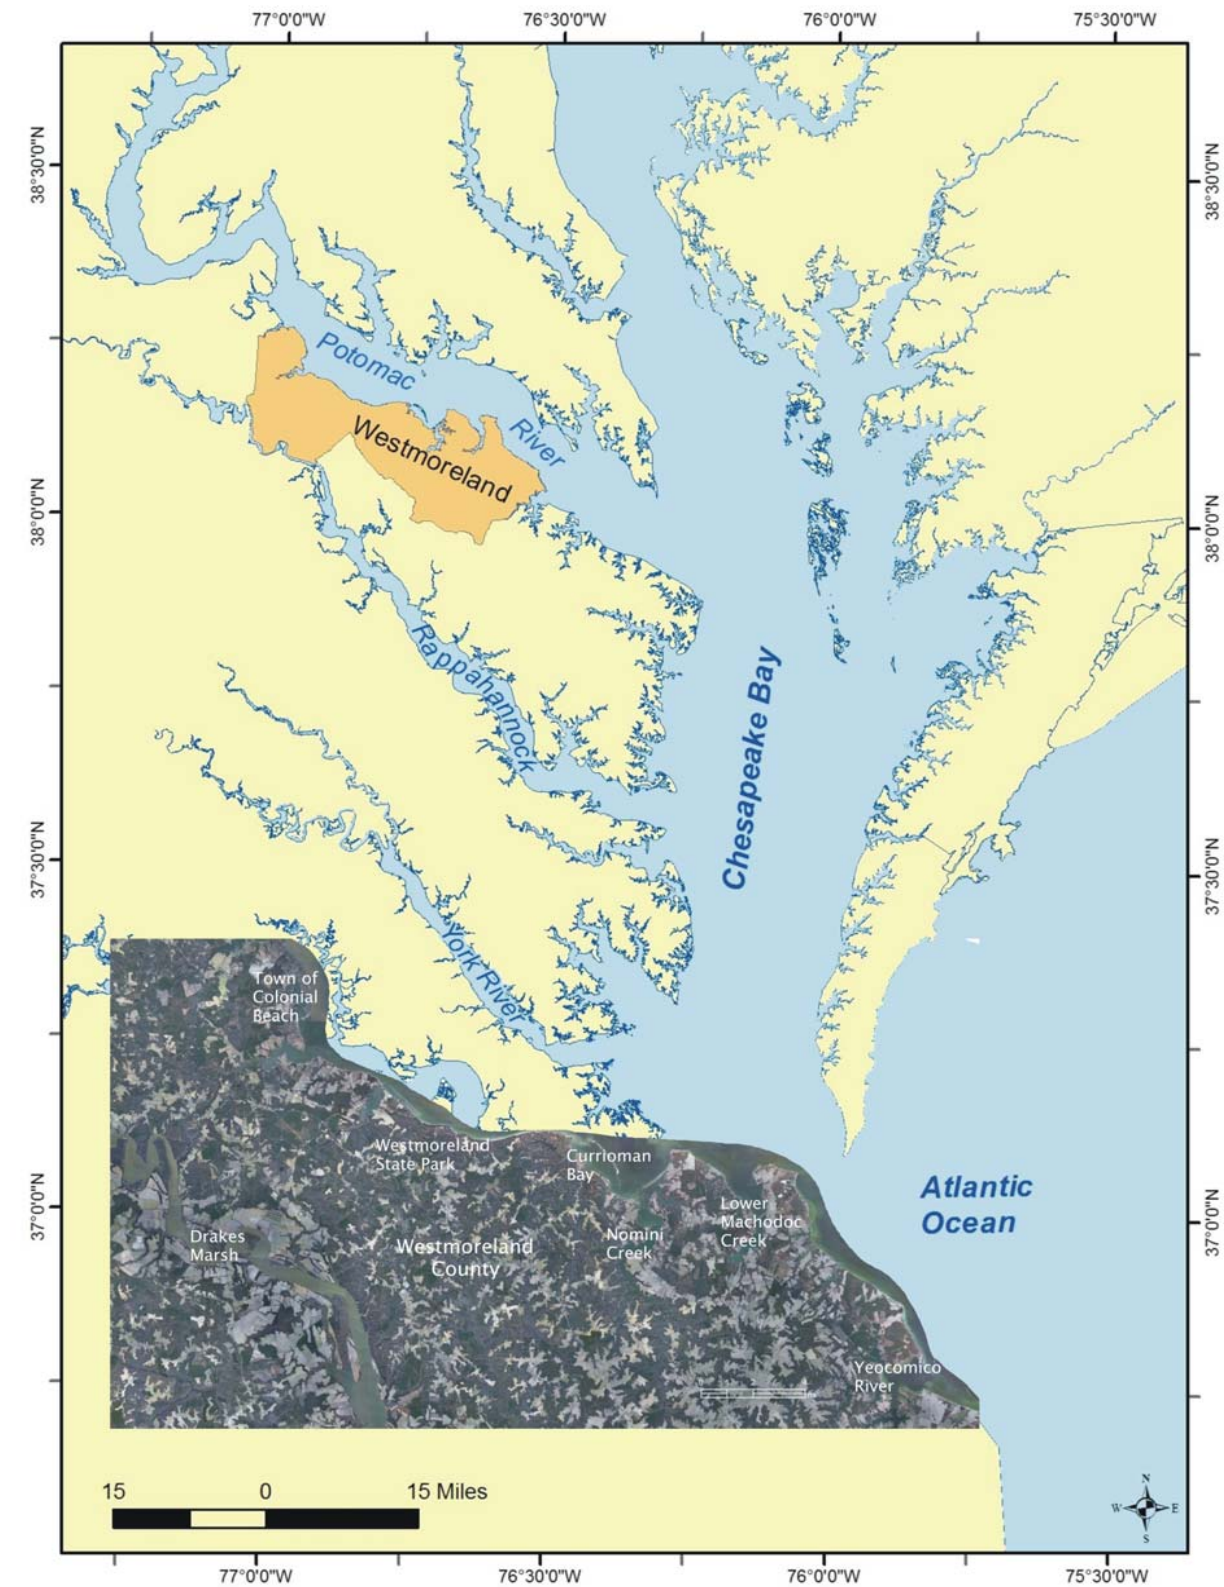 77°0'0"W 76°30'0"W 76°0'0"W 75°30'0"W
38°30'0"N
38°30'0"N
Potomac
River
Westmoreland
38°0'0"N
38°0'0"N
Rappahannock
Chesapeake Bay
37°30'0"N
37°30'0"N
York River
Town of
Colonial
Beach
Westmoreland
State Park
Currioman
Bay
Atlantic
Ocean
Lower
Machodoc
Creek
37°0'0"N
37°0'0"N
Drakes
Marsh
Westmoreland
County
Nomini
Creek
Yeocomico
River
15 0 15 Miles
N
W E
S
77°0'0"W 76°30'0"W 76°0'0"W 75°30'0"W